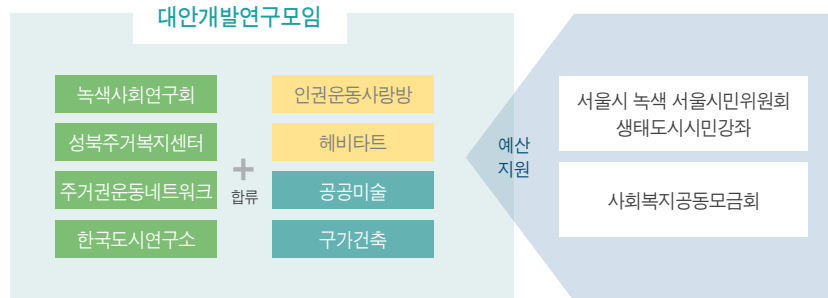 대안개발연구모임
녹색사회연구회
성북주거복지센터
주거권운동네트워크
한국도시연구소
+
합류
인권운동사랑방
헤비타트
공공미술
구가건축
예산
지원
서울시 녹색 서울시민위원회
생태도시시민강좌
사회복지공동모금회